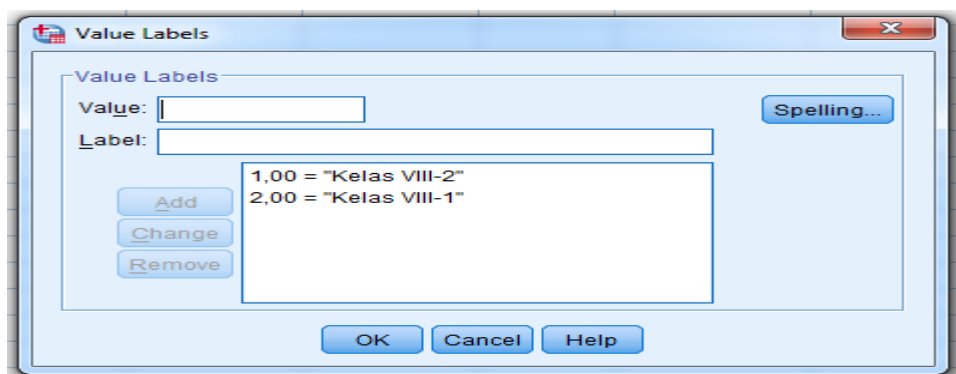 Value Labels
Value Labels
Value:
Spelling...
Label:
1,00 = "Kelas VIII-2"
2,00 = "Kelas VIII-1"
Add
Change
Remove
OK Cancel Help